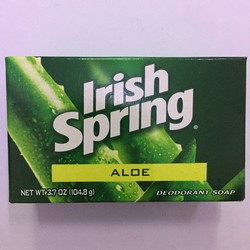 Irish
Spring®
ALOE
NET WT 3.7 OZ (104.8 g)
DEODORANT SOAP